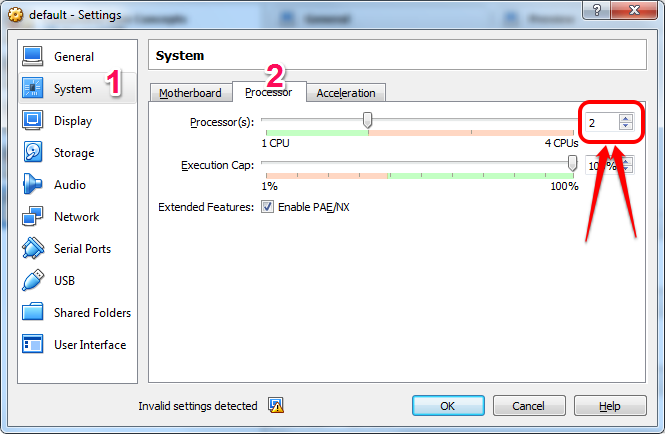 default - Settings
General
System
Display
Storage
Audio
Network
Serial Ports
USB
Shared Folders
User Interface
1
System
2
Motherboard Processor Acceleration
Processor(s): 2
1 CPU 4 CPUs
Execution Cap: 100%
1% 100%
Extended Features: Enable PAE/NX
Invalid settings detected OK Cancel Help